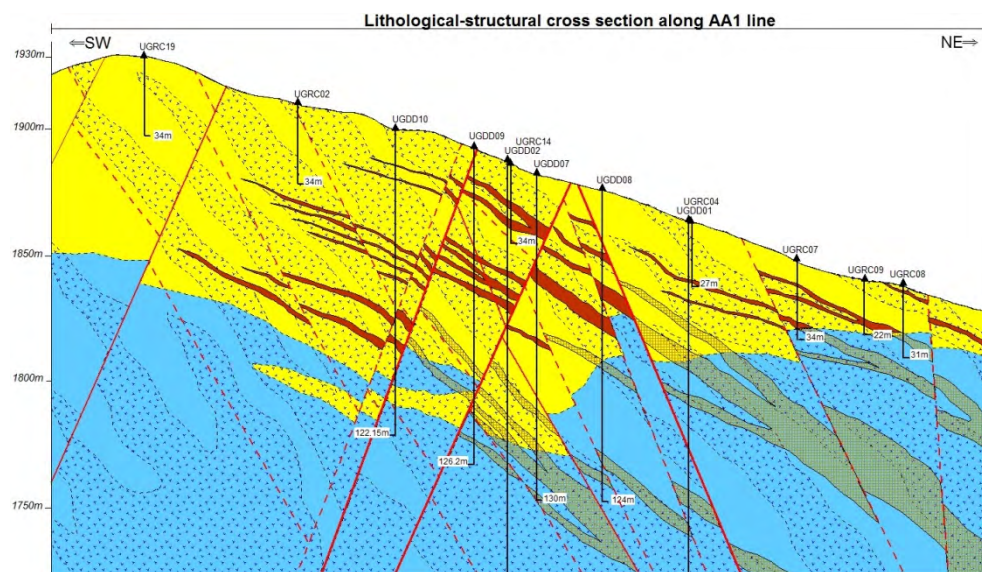 Lithological-structural cross section along AA1 line
⇐SW
NE⇒
1930m
1900m
1850m
1800m
1750m
UGRC19
UGRC02
UGDD10
UGDD09
UGRC14
UGDD02
UGDD07
UGDD08
UGRC04
UGDD01
UGRC07
UGRC09
UGRC08
34m
34m
34m
27m
34m
22m
31m
122.15m
126.2m
130m
124m